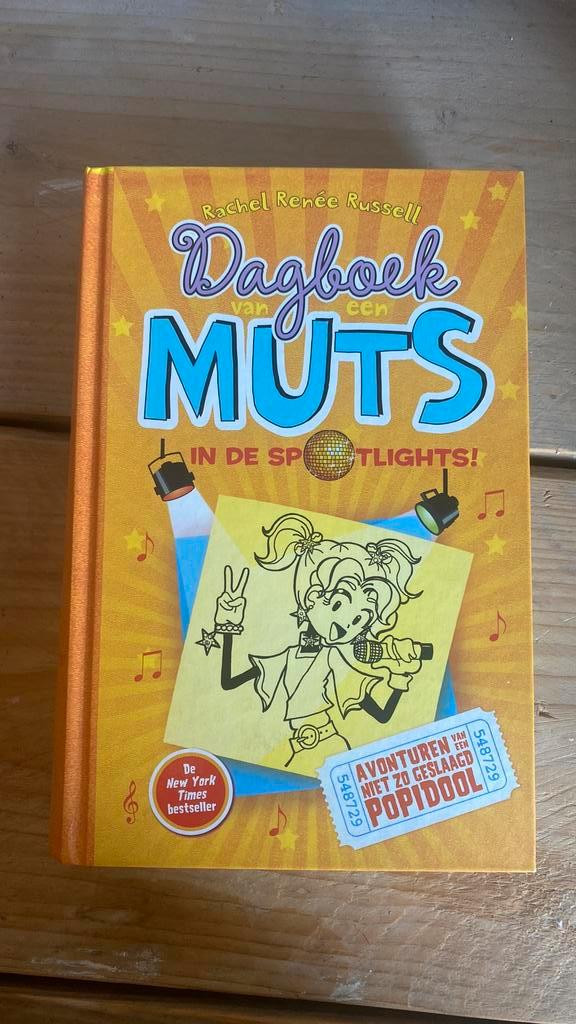 Rachel Renée Russell
Dagboek
van een
MUTS
IN DE SPOTLIGHTS!
De
New York
Times
bestseller
AVONTUREN VAN EEN
NIET ZO GESLAAGD
POPIDOOL
548729
548729